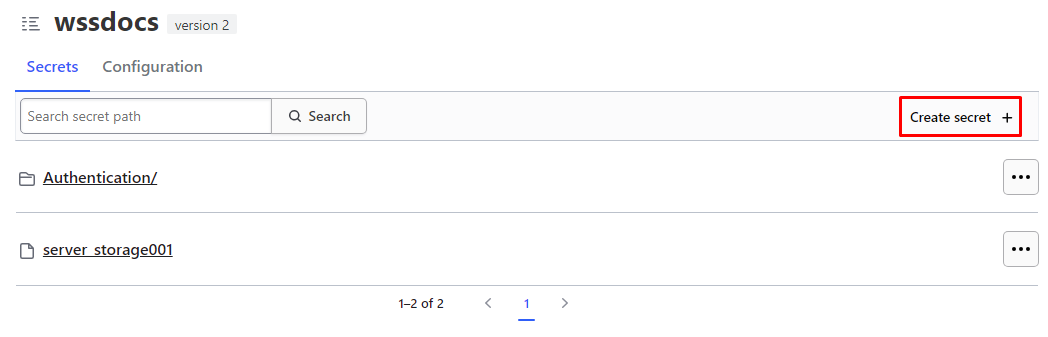 wssdocs version 2
Secrets Configuration
Search secret path Search Create secret +
Authentication/ •••
server_storage001 •••
1–2 of 2 < 1 >